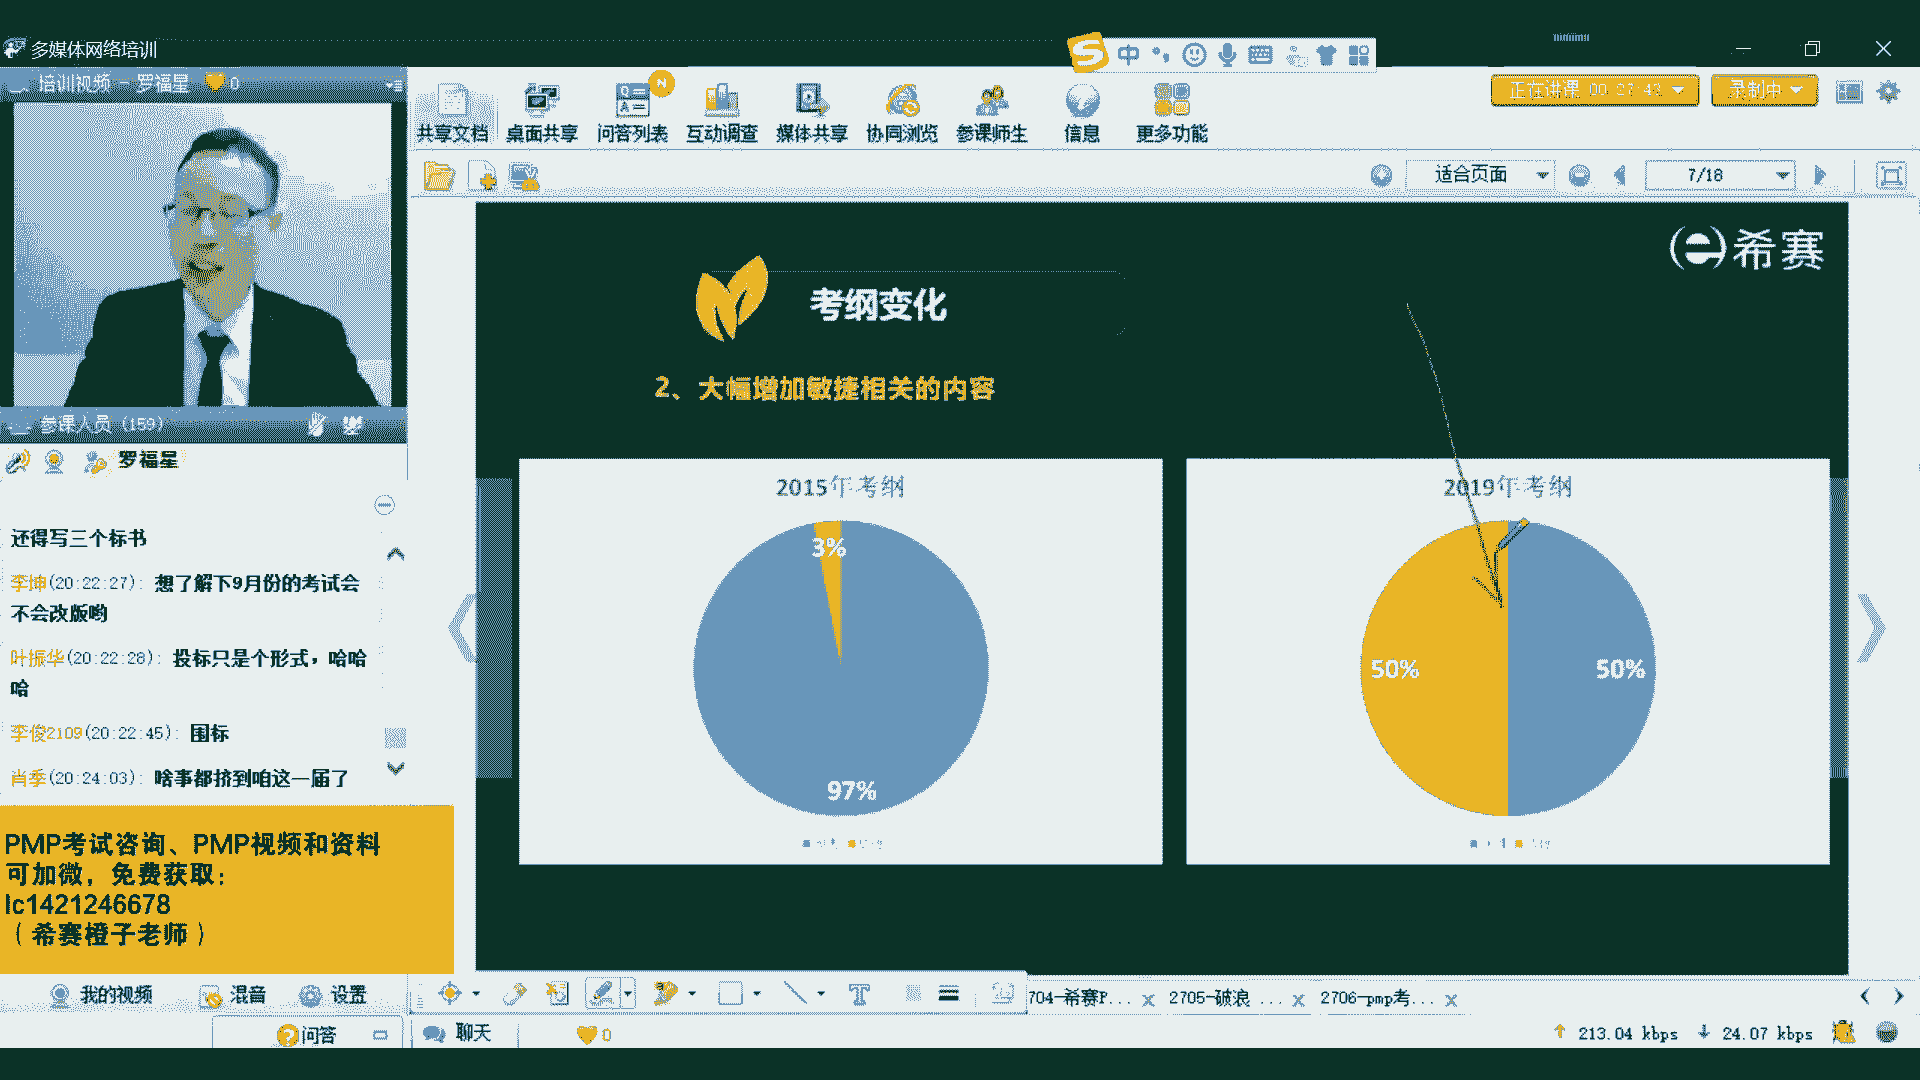 多媒体网络培训
培训视频 - 罗福星 0
中
正在讲课 00:27:43
录制中
共享文档 桌面共享 问答列表 互动调查 媒体共享 协同浏览 参课师生 信息 更多功能
适合页面
7/18
希赛
考纲变化
2、大幅增加敏捷相关的内容
2015年考纲
3%
97%
2019年考纲
50%
50%
参课人员 (159)
罗福星
还得写三个标书
李坤(20:22:27): 想了解下9月份的考试会
不会改版哟
叶振华(20:22:28): 投标只是个形式，哈哈
哈
李俊2109(20:22:45): 围标
肖季(20:24:03): 啥事都挤到咱这一届了
PMP考试咨询、PMP视频和资料
可加微，免费获取：
lc1421246678
（希赛橙子老师）
我的视频 混音 设置
704-希赛P... 2705-破浪 ... 2706-pmp考...
问答
聊天
0
213.04 kbps 24.07 kbps